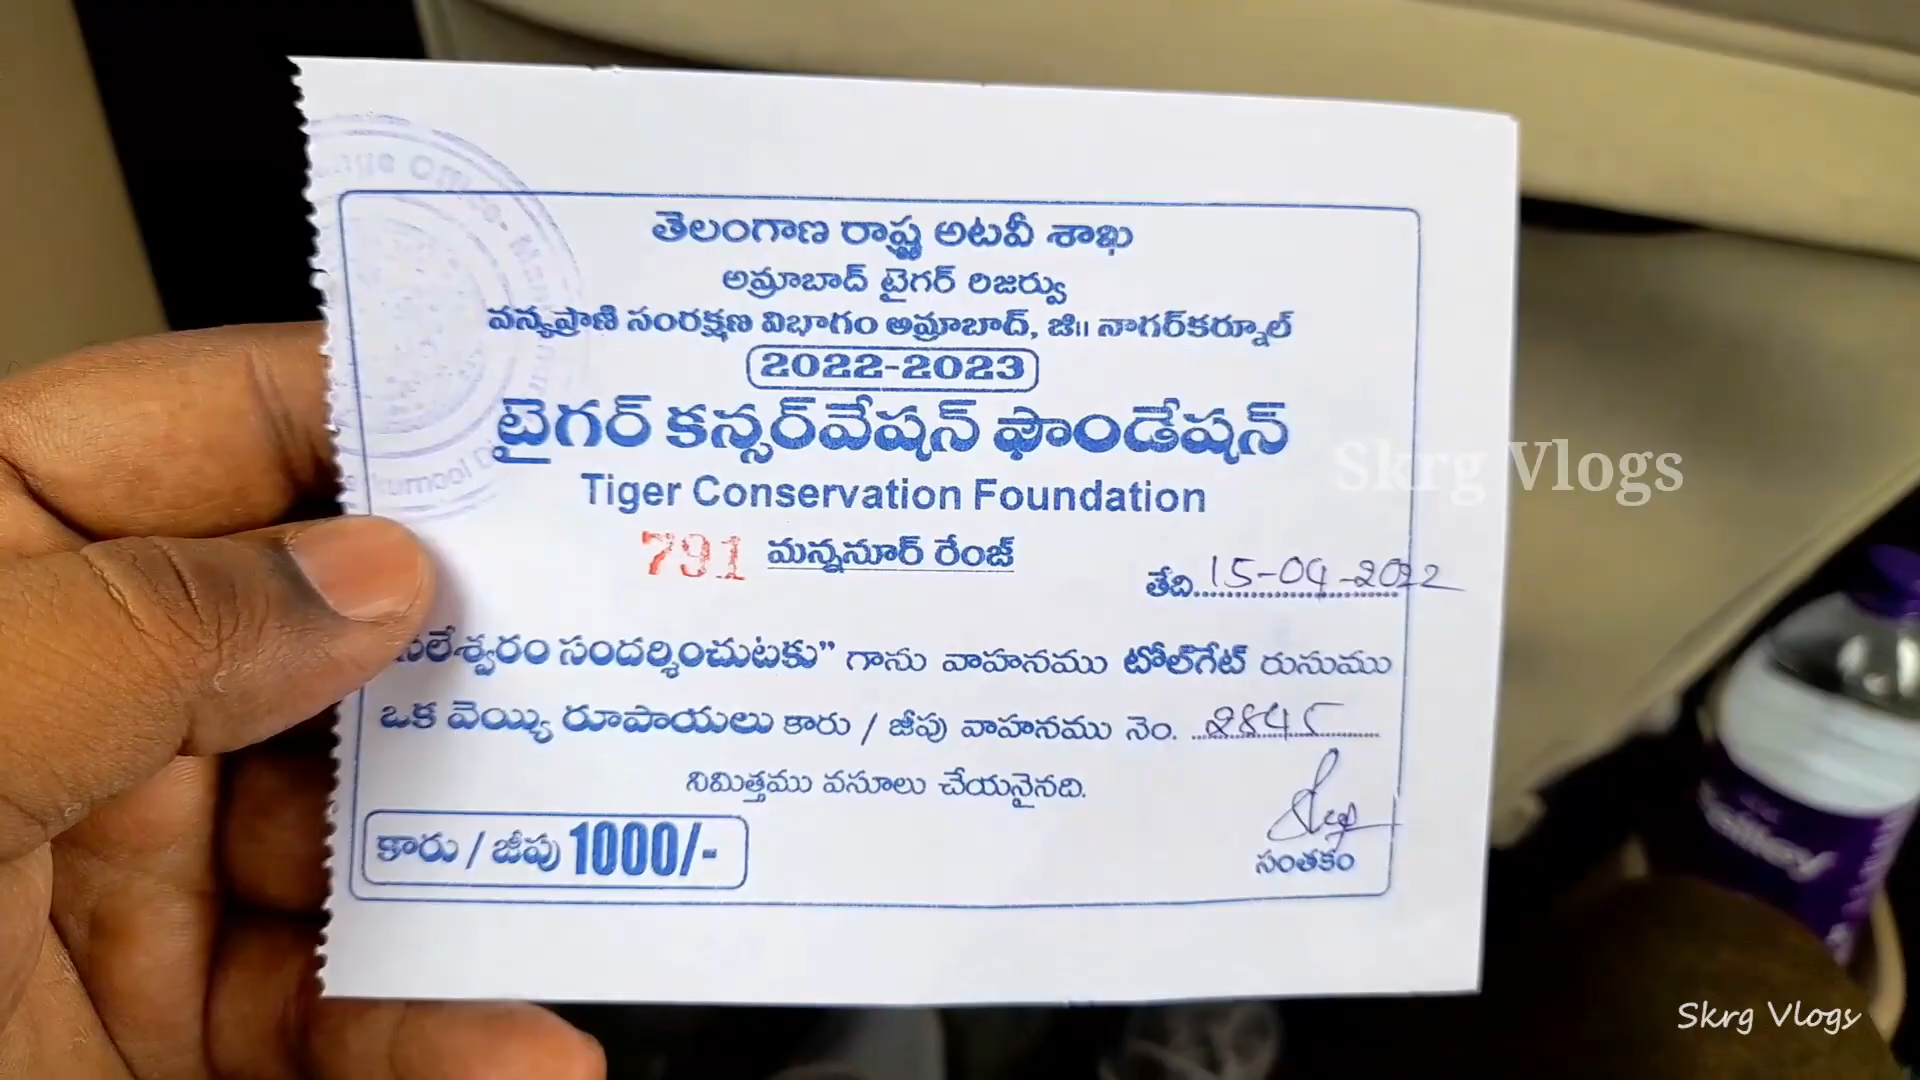 తెలంగాణ రాష్ట్ర అటవీ శాఖ
అమ్రాబాద్ టైగర్ రిజర్వు
వన్యప్రాణి సంరక్షణ విభాగం అమ్రాబాద్, జి॥ నాగర్‌కర్నూల్
2022-2023
టైగర్ కన్సర్‌వేషన్ ఫౌండేషన్
Tiger Conservation Foundation
791 మన్ననూర్ రేంజ్
తేది. 15-04-2022
సందర్శించుటకు" గాను వాహనము టోల్‌గేట్ రుసుము
ఒక వెయ్యి రూపాయలు కారు / జీపు వాహనము నెం. 8845
నిమిత్తము వసూలు చేయనైనది.
కారు / జీపు 1000/-
సంతకం
Skrg Vlogs
Skrg Vlogs